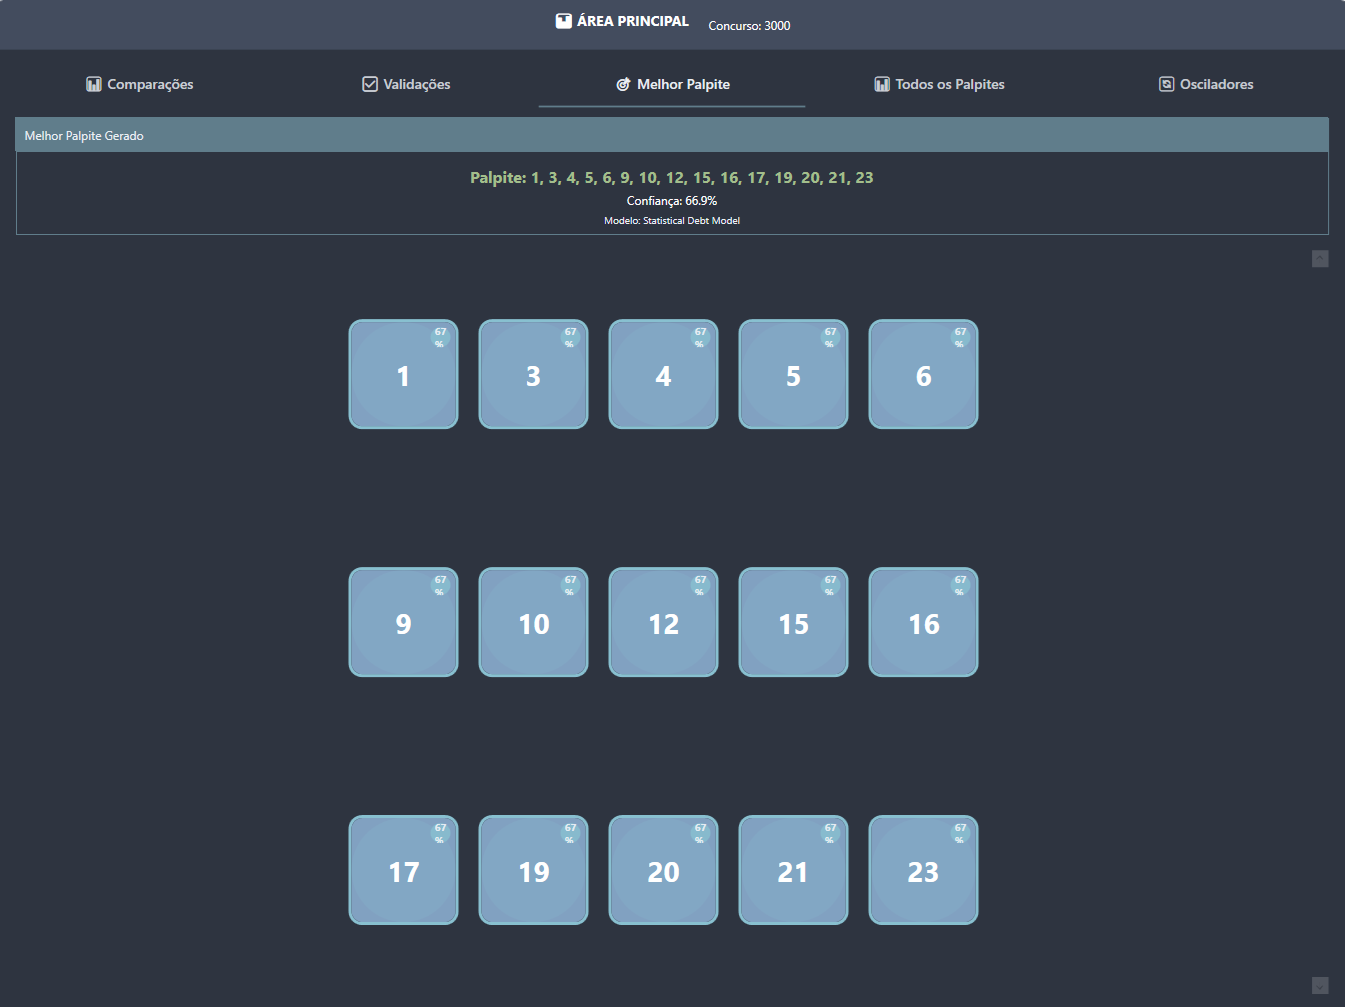 ÁREA PRINCIPAL Concurso: 3000
Comparações Validações Melhor Palpite Todos os Palpites Osciladores
Melhor Palpite Gerado
Palpite: 1, 3, 4, 5, 6, 9, 10, 12, 15, 16, 17, 19, 20, 21, 23
Confiança: 66.9%
Modelo: Statistical Debt Model
67 % 67 % 67 % 67 % 67 %
1 3 4 5 6
67 % 67 % 67 % 67 % 67 %
9 10 12 15 16
67 % 67 % 67 % 67 % 67 %
17 19 20 21 23